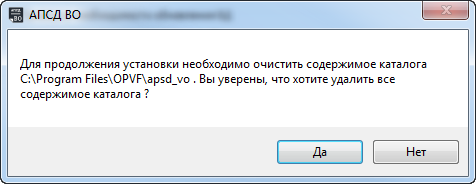 АПСД ВО
Для продолжения установки необходимо очистить содержимое каталога
C:\Program Files\OPVF\apsd_vo . Вы уверены, что хотите удалить все
содержимое каталога ?
Да
Нет